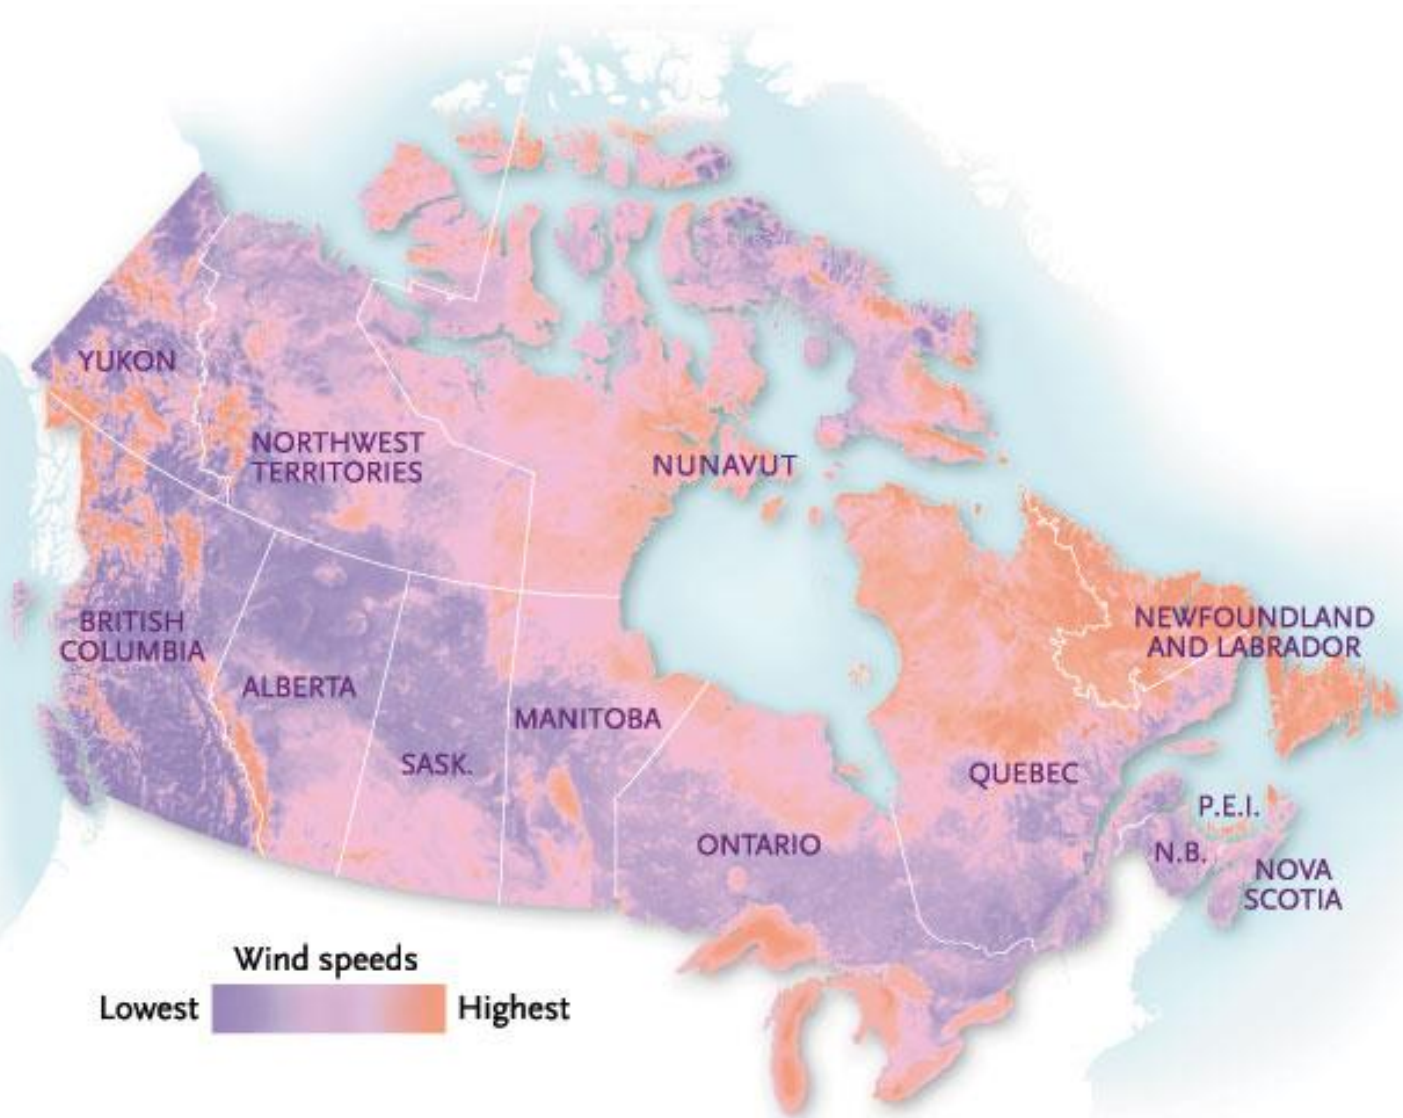 YUKON
NORTHWEST
TERRITORIES
NUNAVUT
BRITISH
COLUMBIA
ALBERTA
SASK.
MANITOBA
ONTARIO
QUEBEC
NEWFOUNDLAND
AND LABRADOR
P.E.I.
N.B.
NOVA
SCOTIA
Wind speeds
Lowest
Highest